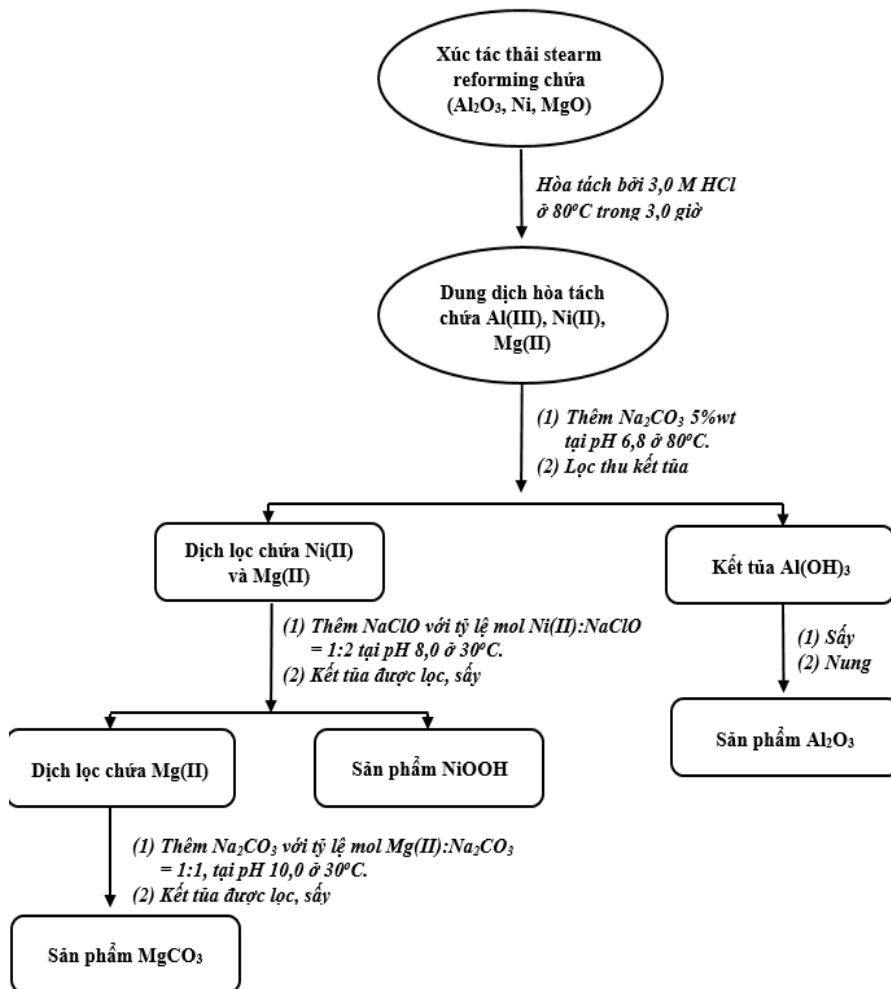 Xúc tác thải stearm
reforming chứa
(Al₂O₃, Ni, MgO)
Hòa tách bởi 3,0 M HCl
ở 80⁰C trong 3,0 giờ
Dung dịch hòa tách
chứa Al(III), Ni(II),
Mg(II)
(1) Thêm Na₂CO₃ 5%wt
tại pH 6,8 ở 80⁰C.
(2) Lọc thu kết tủa
Dịch lọc chứa Ni(II)
và Mg(II)
Kết tủa Al(OH)₃
(1) Thêm NaClO với tỷ lệ mol Ni(II):NaClO
= 1:2 tại pH 8,0 ở 30⁰C.
(2) Kết tủa được lọc, sấy
(1) Sấy
(2) Nung
Dịch lọc chứa Mg(II)
Sản phẩm NiOOH
Sản phẩm Al₂O₃
(1) Thêm Na₂CO₃ với tỷ lệ mol Mg(II):Na₂CO₃
= 1:1, tại pH 10,0 ở 30⁰C.
(2) Kết tủa được lọc, sấy
Sản phẩm MgCO₃